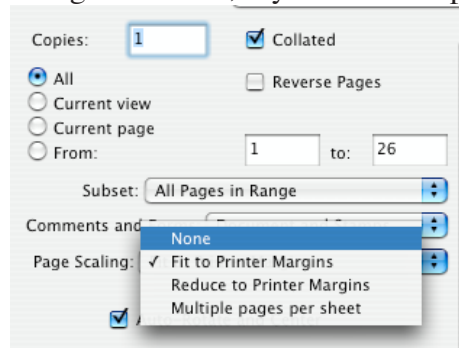 Copies: 1 Collated
All Reverse Pages
Current view
Current page
From: 1 to: 26
Subset: All Pages in Range
Comments and
None
Page Scaling: ✓ Fit to Printer Margins
Reduce to Printer Margins
Multiple pages per sheet